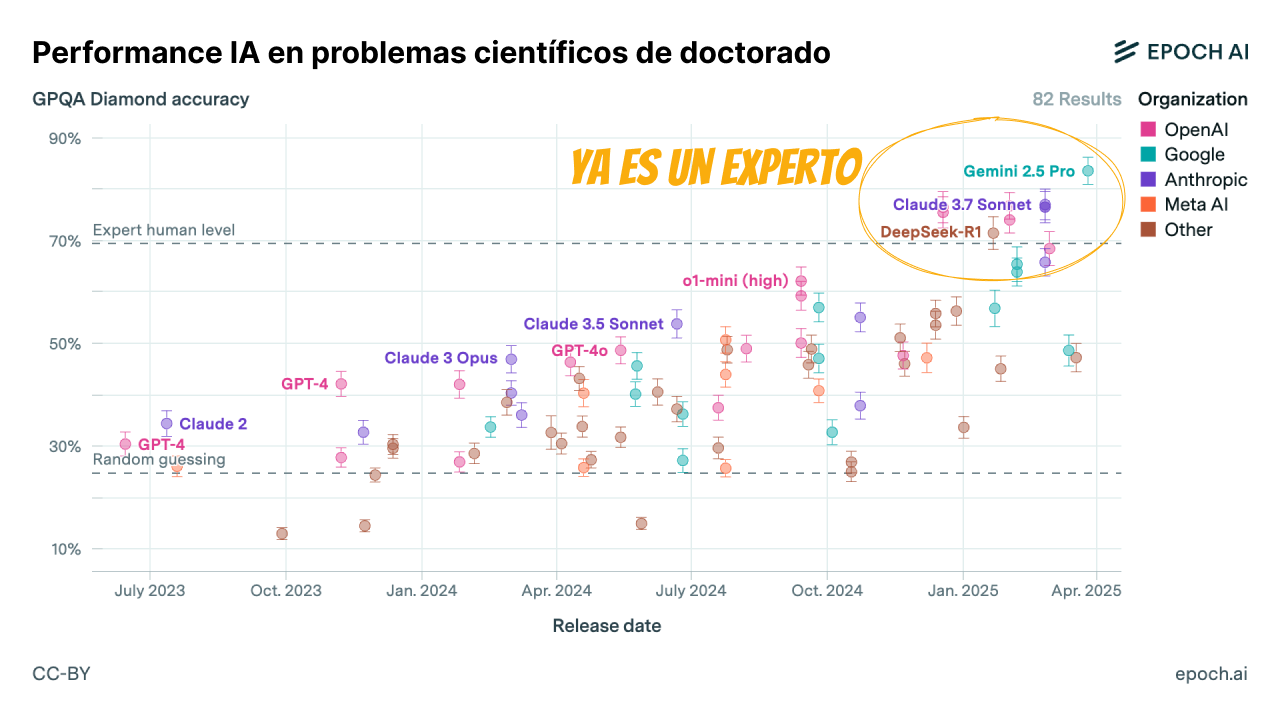 Performance IA en problemas científicos de doctorado
EPOCH AI
GPQA Diamond accuracy
82 Results
Organization
OpenAI
Google
Anthropic
Meta AI
Other
YA ES UN EXPERTO
90%
70%
50%
30%
10%
Expert human level
Random guessing
Gemini 2.5 Pro
Claude 3.7 Sonnet
DeepSeek-R1
o1-mini (high)
Claude 3.5 Sonnet
GPT-4o
Claude 3 Opus
GPT-4
Claude 2
GPT-4
July 2023
Oct. 2023
Jan. 2024
Apr. 2024
July 2024
Oct. 2024
Jan. 2025
Apr. 2025
Release date
CC-BY
epoch.ai